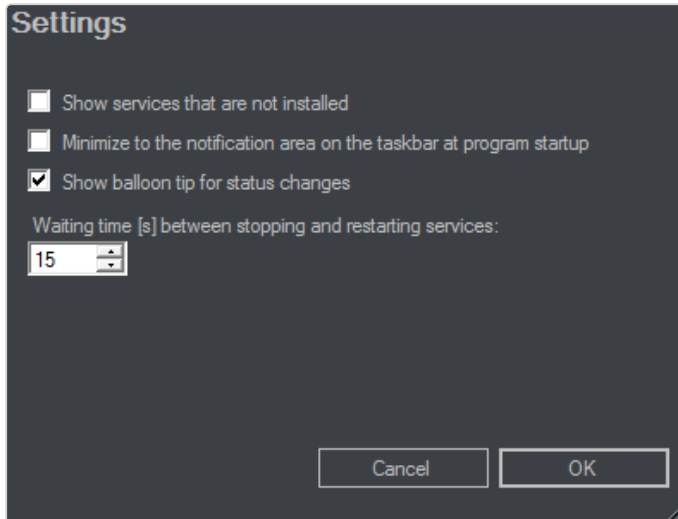 Settings
Show services that are not installed
Minimize to the notification area on the taskbar at program startup
Show balloon tip for status changes
Waiting time [s] between stopping and restarting services:
15
Cancel OK